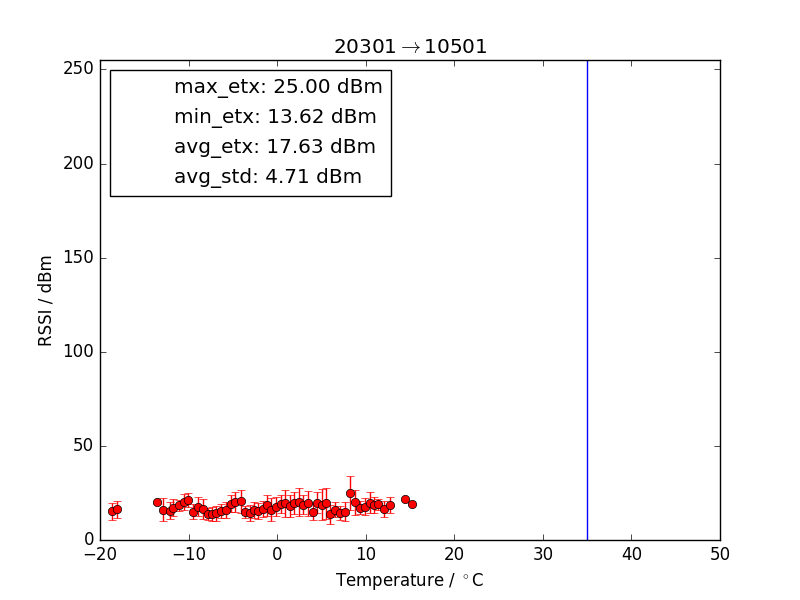 20301→10501
max_etx: 25.00 dBm
min_etx: 13.62 dBm
avg_etx: 17.63 dBm
avg_std: 4.71 dBm
RSSI / dBm
250
200
150
100
50
0
−20 −10 0 10 20 30 40 50
Temperature / °C